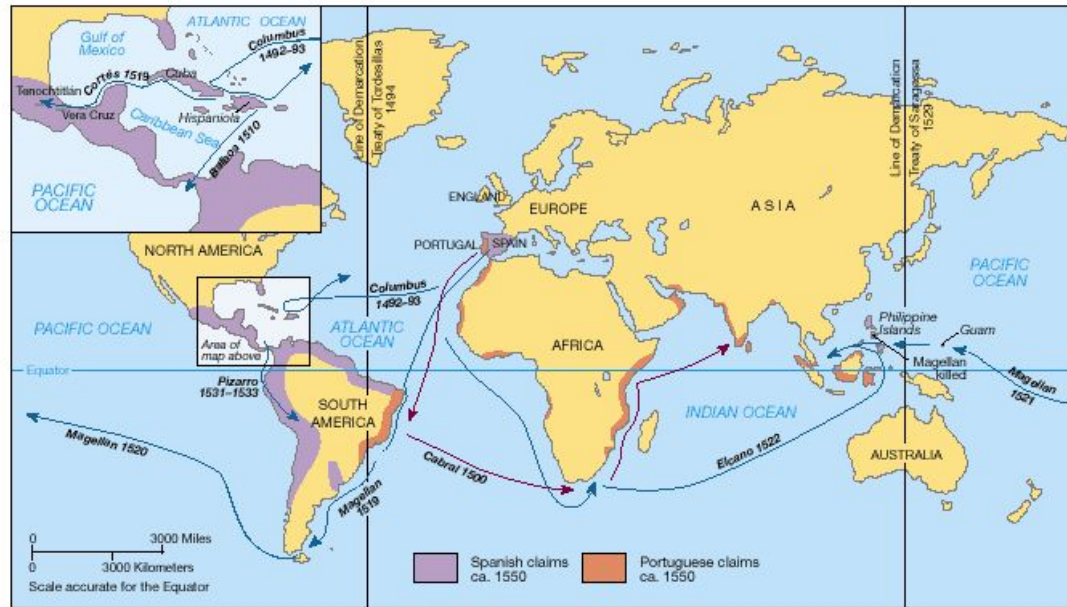 Gulf of
Mexico
ATLANTIC OCEAN
Columbus
1492–93
Cortés 1519
Cuba
Tenochtitlán
Vera Cruz
Hispaniola
Caribbean Sea
Balboa 1510
PACIFIC
OCEAN
Line of Demarcation
Treaty of Tordesillas
1494
Line of Demarcation
Treaty of Saragassa
1529
ENGLAND
EUROPE
ASIA
PORTUGAL
SPAIN
NORTH AMERICA
Columbus
1492–93
PACIFIC OCEAN
ATLANTIC
OCEAN
Area of
map above
AFRICA
PACIFIC
OCEAN
Philippine
Islands
Guam
Magellan
killed
Magellan
1521
Equator
Pizarro
1531–1533
SOUTH
AMERICA
INDIAN OCEAN
Magellan 1520
Cabral 1500
Elcano 1522
AUSTRALIA
Magellan
1519
0
3000 Miles
0
3000 Kilometers
Scale accurate for the Equator
Spanish claims
ca. 1550
Portuguese claims
ca. 1550